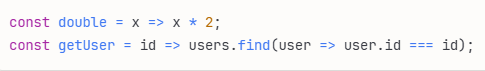 const double = x => x * 2;
const getUser = id => users.find(user => user.id === id);